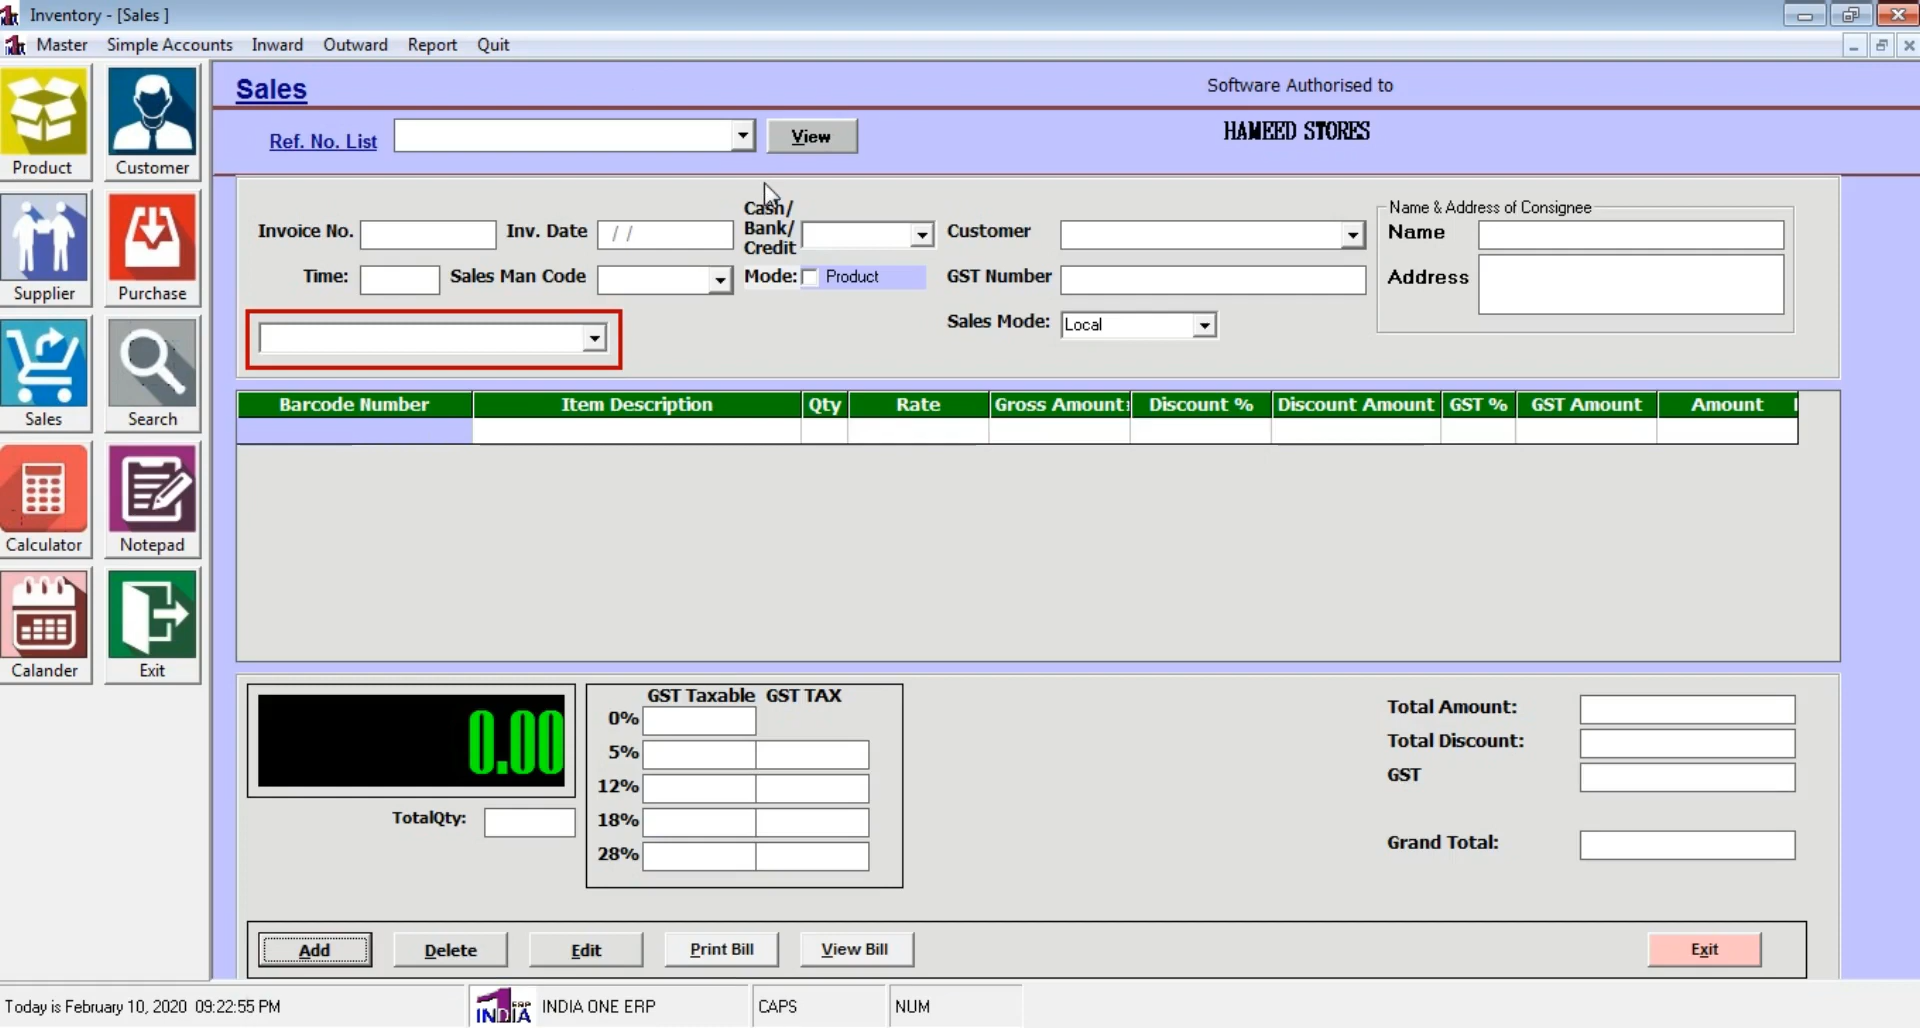 Inventory - [Sales ]
Master Simple Accounts Inward Outward Report Quit
Product
Customer
Supplier
Purchase
Sales
Search
Calculator
Notepad
Calander
Exit
Sales
Software Authorised to
Ref. No. List
View
HAMEED STORES
Invoice No.
Inv. Date
/ /
Cash/
Bank/
Credit
Customer
Name & Address of Consignee
Name
Time:
Sales Man Code
Mode:
Product
GST Number
Address
Sales Mode:
Local
Barcode Number Item Description Qty Rate Gross Amount Discount % Discount Amount GST % GST Amount Amount
0.00
TotalQty:
GST Taxable GST TAX
0%
5%
12%
18%
28%
Total Amount:
Total Discount:
GST
Grand Total:
Add Delete Edit Print Bill View Bill Exit
Today is February 10, 2020 09:22:55 PM
1 ERP INDIA
INDIA ONE ERP
CAPS
NUM